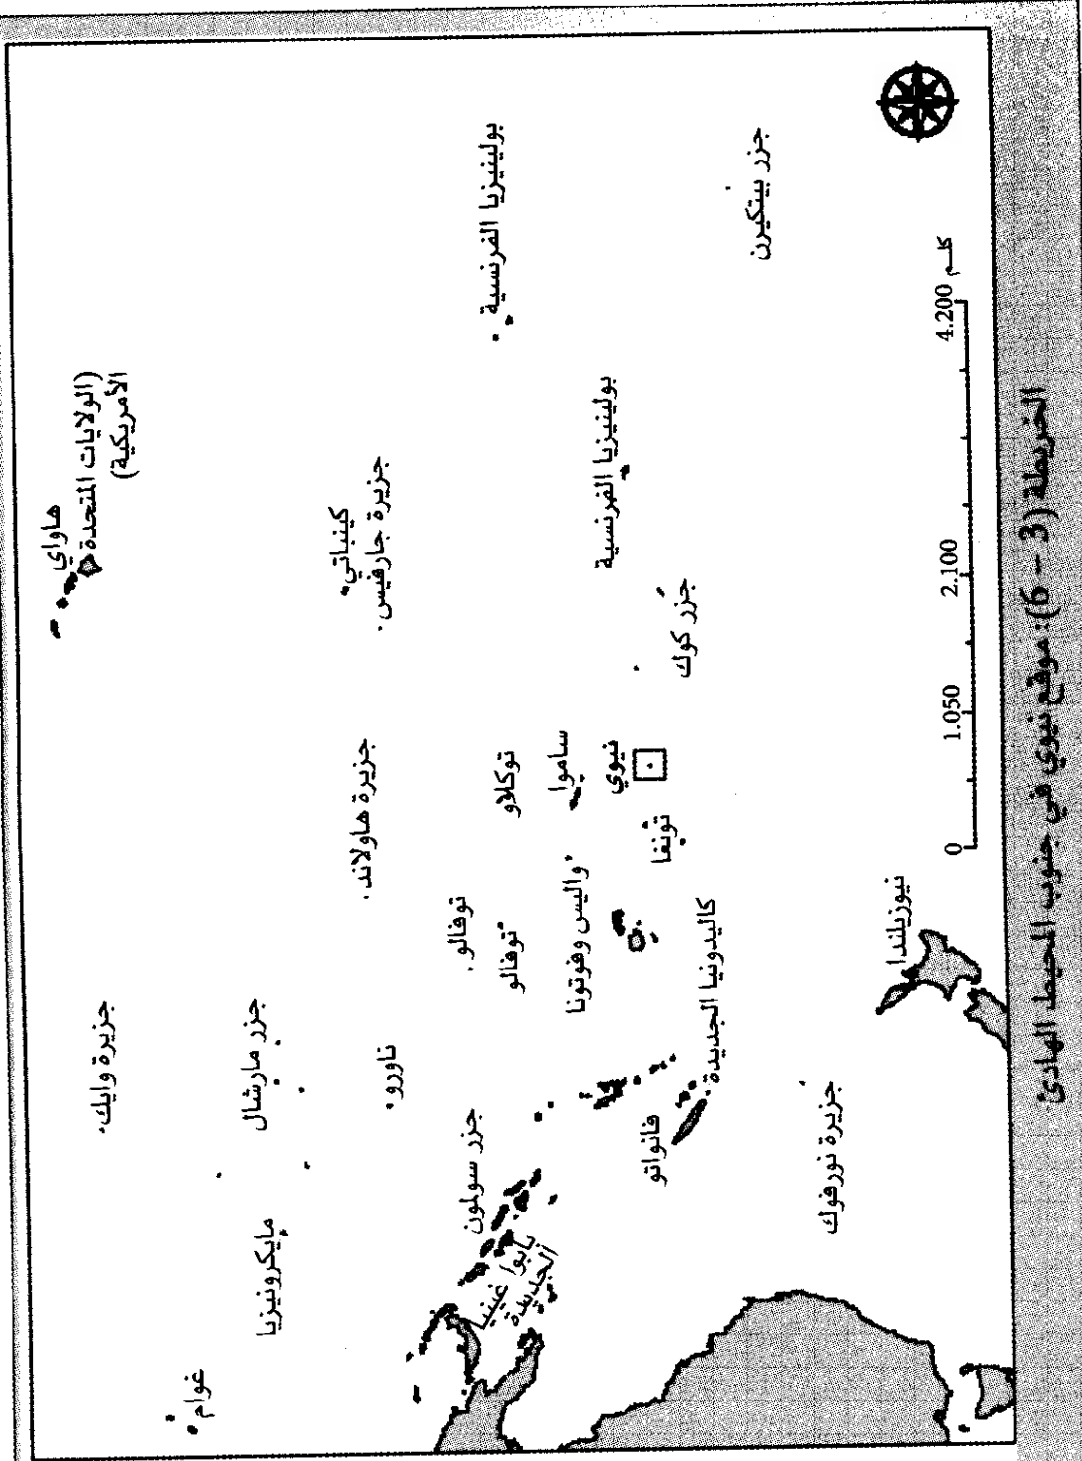 هاواي
(الولايات المتحدة
الأمريكية)
جزيرة وايك
غوام
مايكرونيزيا
جزر مارشال
كيتباتي
جزيرة جارفيس
جزيرة هاولاند
ناورو
بولينيزيا الفرنسية
توكلاو
توفالو
توفالو
جزر سولمون
بابوا غينيا
الجديدة
ساموا
واليس وفوتونا
بولينيزيا الفرنسية
نيوي
جزر كوك
تونغا
فانواتو
كاليدونيا الجديدة
جزر بيتكيرن
جزيرة نورفوك
نيوزيلندا
0 1.050 2.100 4.200 كلم
الخريطة (3 – 6): موقع نيوي في جنوب المحيط الهادئ